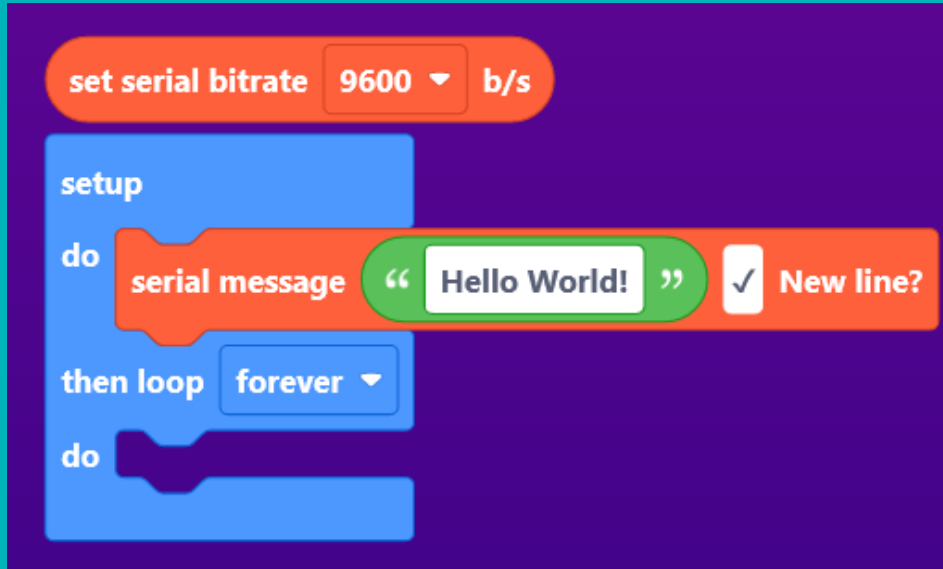 set serial bitrate 9600 b/s
setup
do
serial message “ Hello World! ” ✓ New line?
then loop forever
do